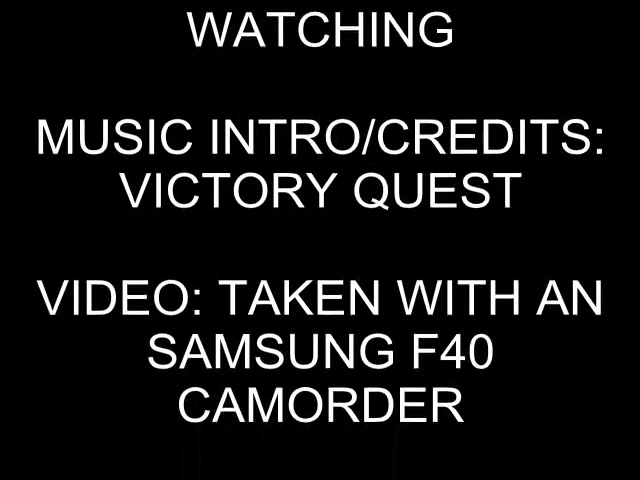 WATCHING
MUSIC INTRO/CREDITS:
VICTORY QUEST
VIDEO: TAKEN WITH AN
SAMSUNG F40
CAMORDER